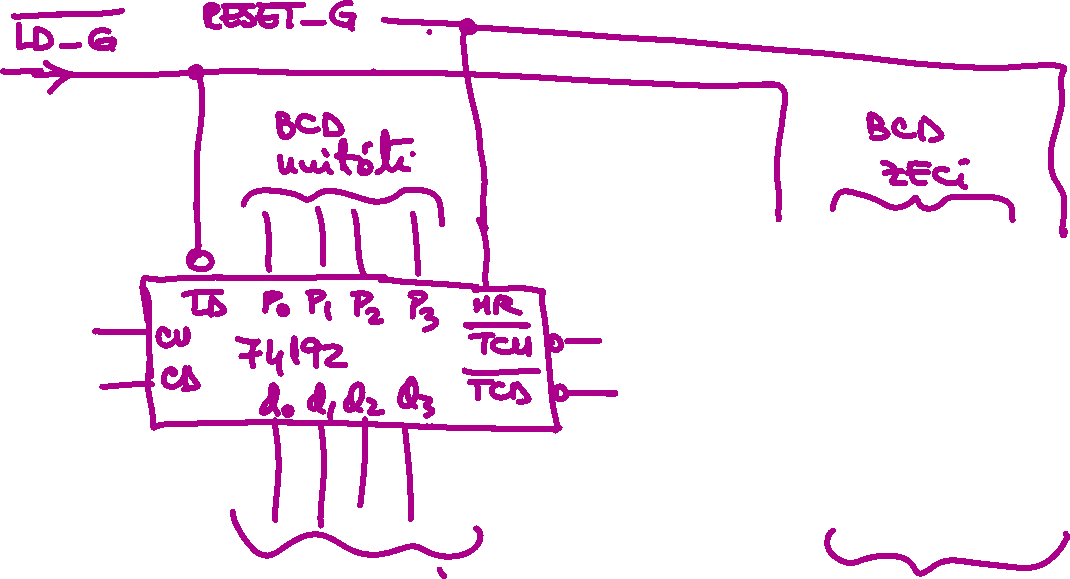 LD_G
RESET_G
BCD
unități
BCD
ZECI
LD P0 P1 P2 P3 MR
CU
TCU
74192
CD
TCD
Q0 Q1 Q2 Q3